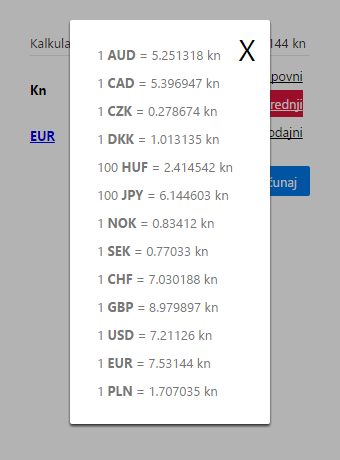 Kalkula
144 kn
X
1 AUD = 5.251318 kn
1 CAD = 5.396947 kn
1 CZK = 0.278674 kn
1 DKK = 1.013135 kn
100 HUF = 2.414542 kn
100 JPY = 6.144603 kn
1 NOK = 0.83412 kn
1 SEK = 0.77033 kn
1 CHF = 7.030188 kn
1 GBP = 8.979897 kn
1 USD = 7.21126 kn
1 EUR = 7.53144 kn
1 PLN = 1.707035 kn
Kn
EUR
povni
rednji
odajni
unaj